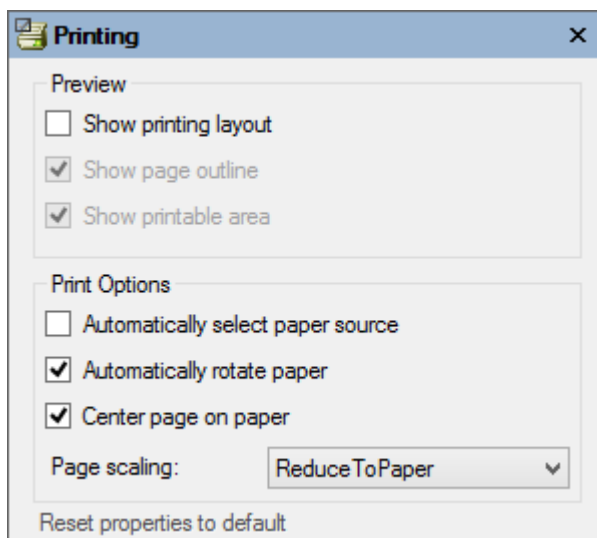 Printing
Preview
Show printing layout
Show page outline
Show printable area
Print Options
Automatically select paper source
Automatically rotate paper
Center page on paper
Page scaling: ReduceToPaper
Reset properties to default